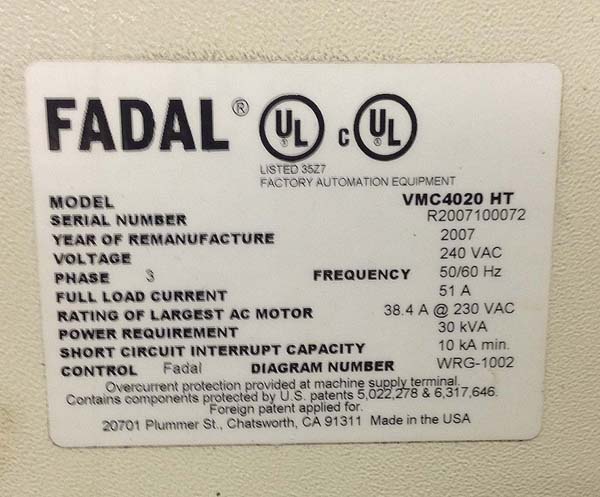 FADAL ® UL ® c UL ®
LISTED 35Z7
FACTORY AUTOMATION EQUIPMENT
MODEL VMC4020 HT
SERIAL NUMBER R2007100072
YEAR OF REMANUFACTURE 2007
VOLTAGE 240 VAC
PHASE 3 FREQUENCY 50/60 Hz
FULL LOAD CURRENT 51 A
RATING OF LARGEST AC MOTOR 38.4 A @ 230 VAC
POWER REQUIREMENT 30 kVA
SHORT CIRCUIT INTERRUPT CAPACITY 10 kA min.
CONTROL Fadal DIAGRAM NUMBER WRG-1002
Overcurrent protection provided at machine supply terminal.
Contains components protected by U.S. patents 5,022,278 & 6,317,646.
Foreign patent applied for.
20701 Plummer St., Chatsworth, CA 91311 Made in the USA